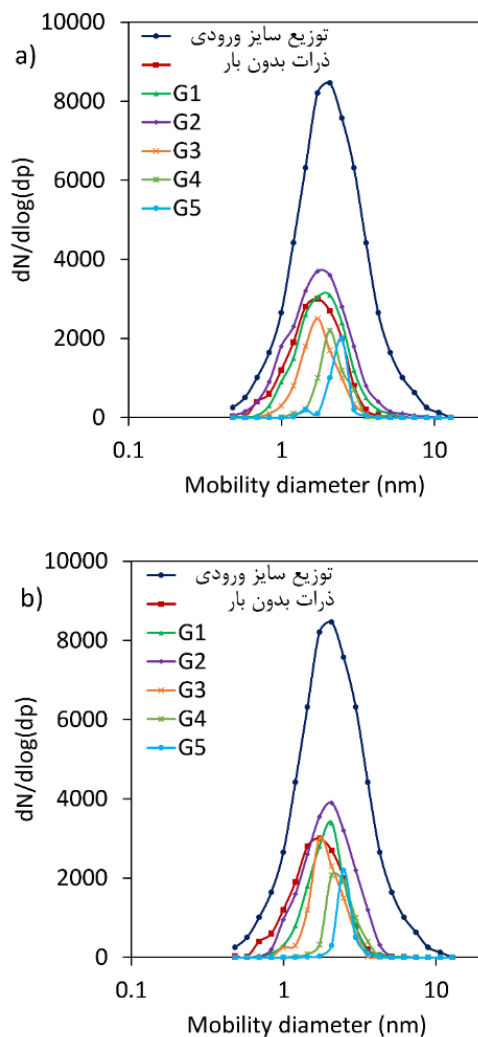 a)
10000
8000
6000
4000
2000
0
dN/dlog(dp)
توزیع سایز ورودی
ذرات بدون بار
G1
G2
G3
G4
G5
0.1
1
10
Mobility diameter (nm)
b)
10000
8000
6000
4000
2000
0
dN/dlog(dp)
توزیع سایز ورودی
ذرات بدون بار
G1
G2
G3
G4
G5
0.1
1
10
Mobility diameter (nm)